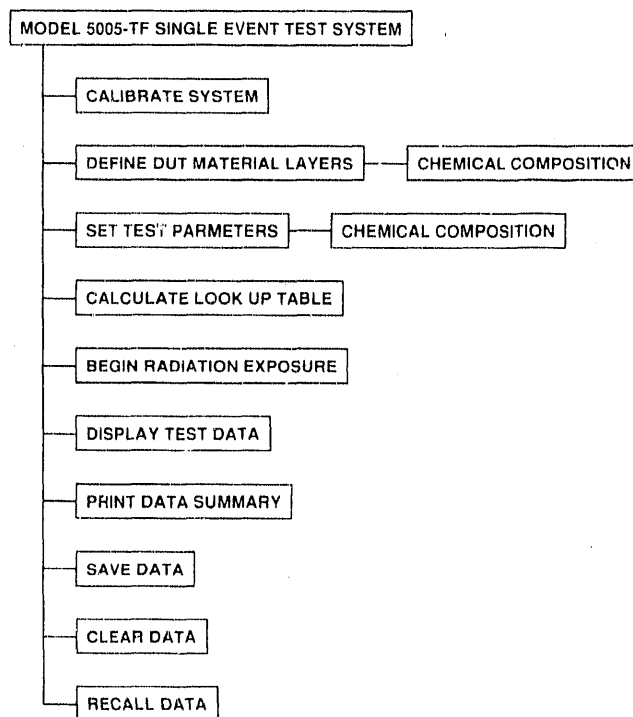 MODEL 5005-TF SINGLE EVENT TEST SYSTEM
CALIBRATE SYSTEM
DEFINE DUT MATERIAL LAYERS
CHEMICAL COMPOSITION
SET TEST PARMETERS
CHEMICAL COMPOSITION
CALCULATE LOOK UP TABLE
BEGIN RADIATION EXPOSURE
DISPLAY TEST DATA
PRINT DATA SUMMARY
SAVE DATA
CLEAR DATA
RECALL DATA